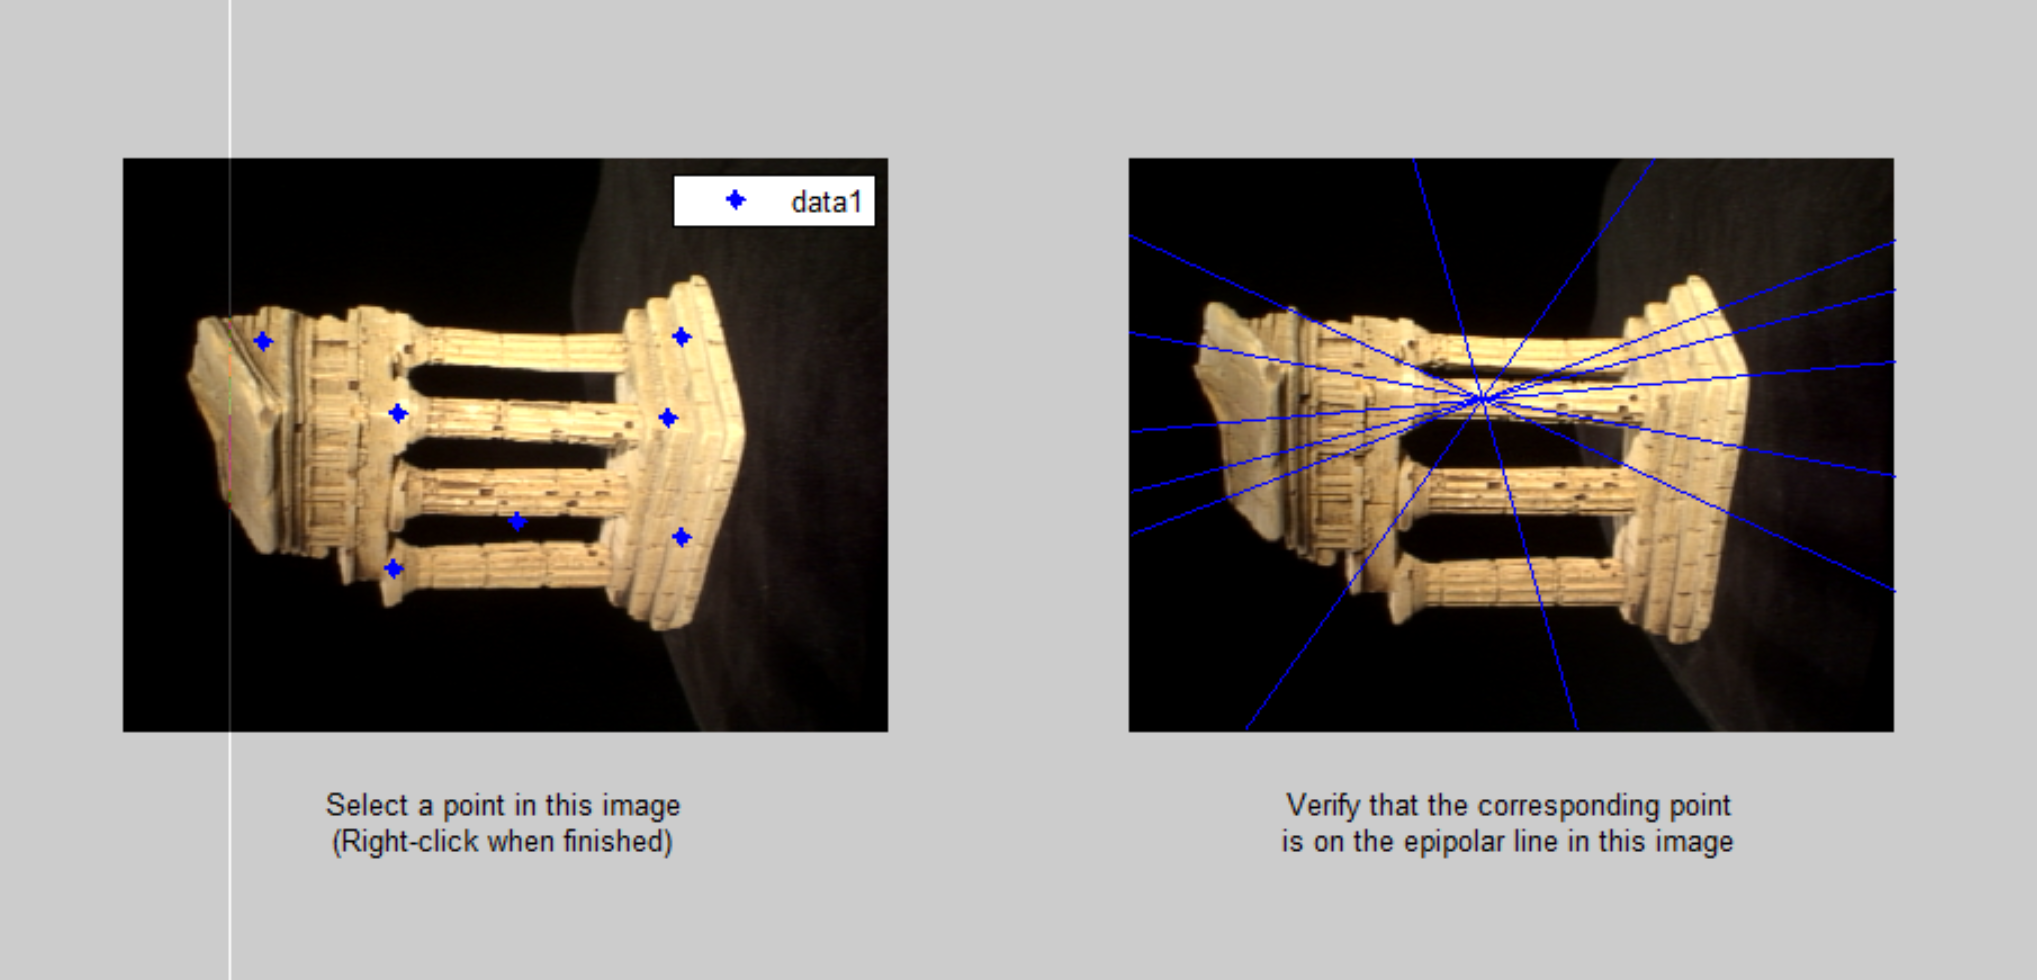 data1
Select a point in this image
(Right-click when finished)
Verify that the corresponding point
is on the epipolar line in this image